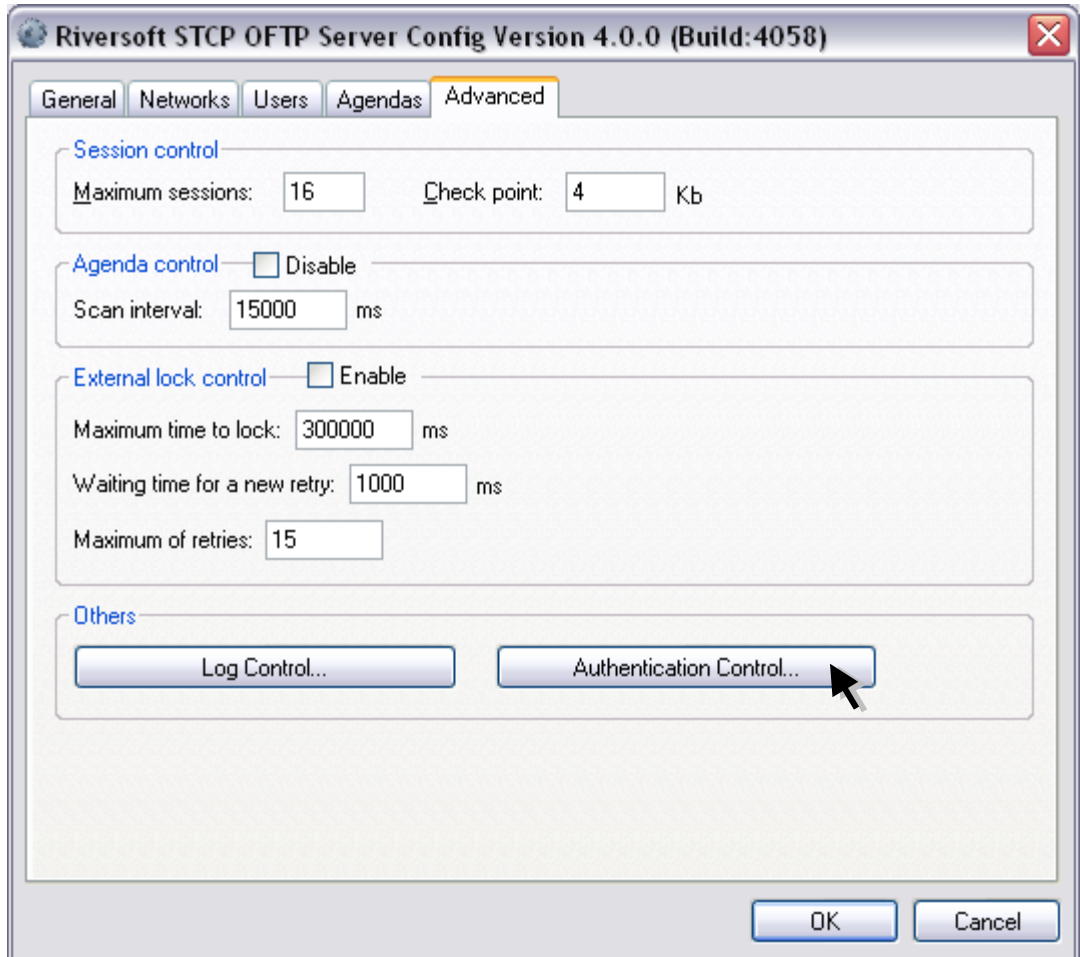 Riversoft STCP OFTP Server Config Version 4.0.0 (Build:4058)
General Networks Users Agendas Advanced
Session control
Maximum sessions: 16 Check point: 4 Kb
Agenda control Disable
Scan interval: 15000 ms
External lock control Enable
Maximum time to lock: 300000 ms
Waiting time for a new retry: 1000 ms
Maximum of retries: 15
Others
Log Control... Authentication Control...
OK Cancel